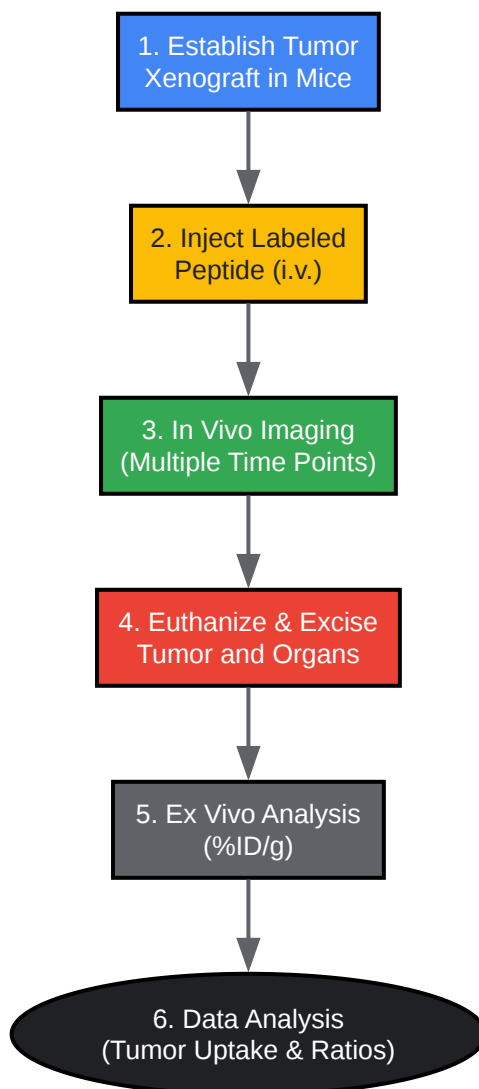 1. Establish Tumor
Xenograft in Mice
2. Inject Labeled
Peptide (i.v.)
3. In Vivo Imaging
(Multiple Time Points)
4. Euthanize & Excise
Tumor and Organs
5. Ex Vivo Analysis
(%ID/g)
6. Data Analysis
(Tumor Uptake & Ratios)